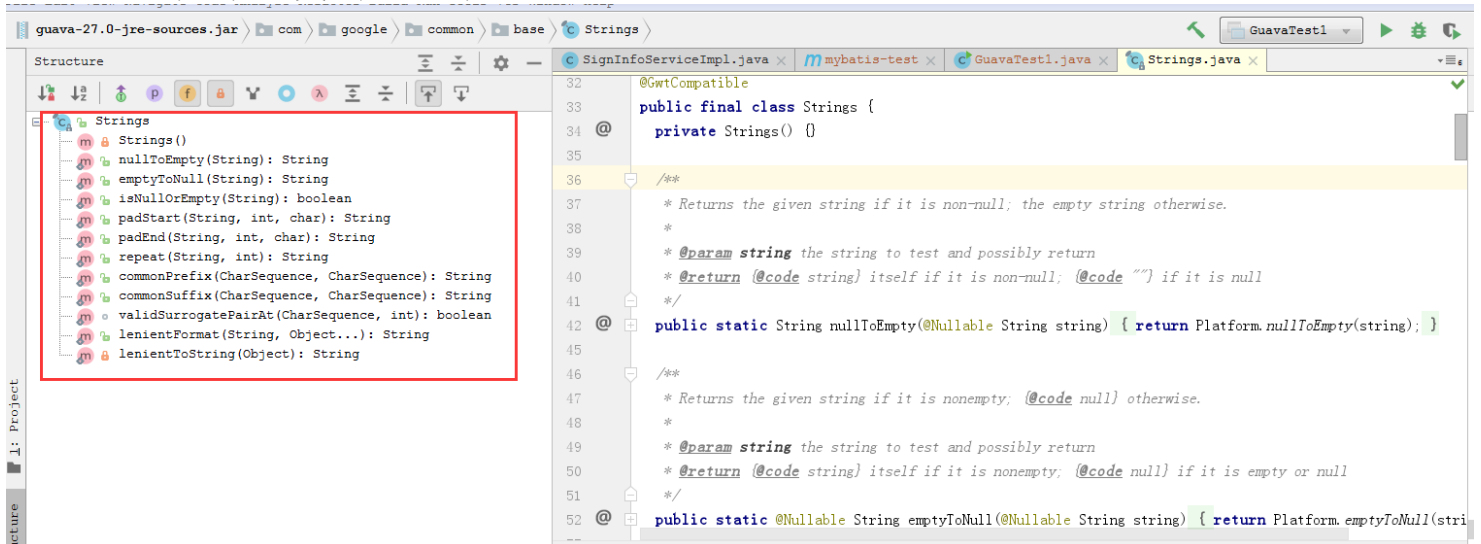 guava-27.0-jre-sources.jar com google common base Strings GuavaTest1
Structure
SignInfoServiceImpl.java mybatis-test GuavaTest1.java Strings.java
Strings
Strings()
nullToEmpty(String): String
emptyToNull(String): String
isNullOrEmpty(String): boolean
padStart(String, int, char): String
padEnd(String, int, char): String
repeat(String, int): String
commonPrefix(CharSequence, CharSequence): String
commonSuffix(CharSequence, CharSequence): String
validSurrogatePairAt(CharSequence, int): boolean
lenientFormat(String, Object...): String
lenientToString(Object): String
1: Project
32 @GwtCompatible
33 public final class Strings {
34 @ private Strings() {}
35
36 /**
37 * Returns the given string if it is non-null; the empty string otherwise.
38 *
39 * @param string the string to test and possibly return
40 * @return {@code string} itself if it is non-null; {@code ""} if it is null
41 */
42 @ public static String nullToEmpty(@Nullable String string) { return Platform.nullToEmpty(string); }
45
46 /**
47 * Returns the given string if it is nonempty; {@code null} otherwise.
48 *
49 * @param string the string to test and possibly return
50 * @return {@code string} itself if it is nonempty; {@code null} if it is empty or null
51 */
52 @ public static @Nullable String emptyToNull(@Nullable String string) { return Platform.emptyToNull(stri